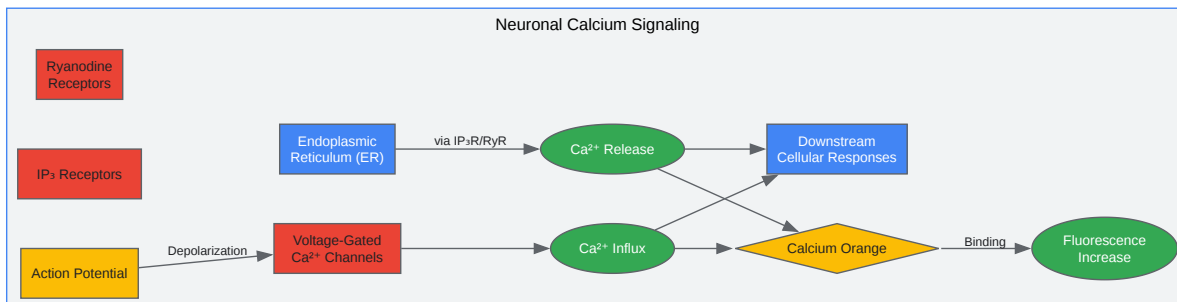 Neuronal Calcium Signaling
Ryanodine
Receptors
Endoplasmic
Reticulum (ER)
via IP₃R/RyR
Ca²⁺ Release
Downstream
Cellular Responses
IP₃ Receptors
Action Potential
Depolarization
Voltage-Gated
Ca²⁺ Channels
Ca²⁺ Influx
Calcium Orange
Binding
Fluorescence
Increase